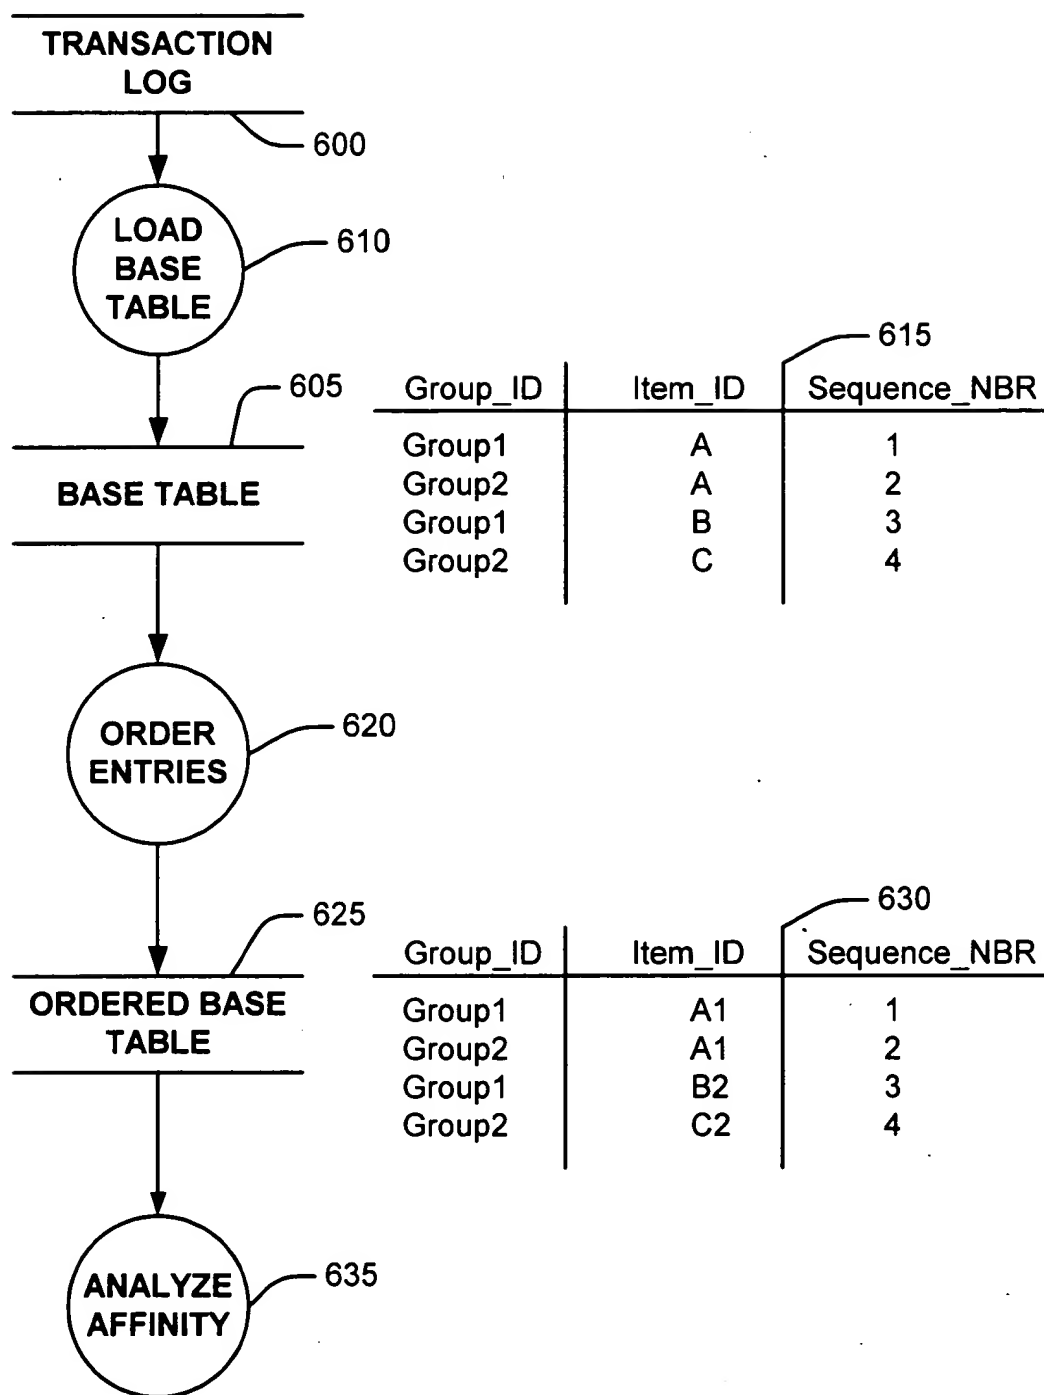 TRANSACTION
LOG
600
LOAD
BASE
TABLE
610
605
BASE TABLE
615
Group_ID Item_ID Sequence_NBR
Group1 A 1
Group2 A 2
Group1 B 3
Group2 C 4
ORDER
ENTRIES
620
625
ORDERED BASE
TABLE
630
Group_ID Item_ID Sequence_NBR
Group1 A1 1
Group2 A1 2
Group1 B2 3
Group2 C2 4
ANALYZE
AFFINITY
635